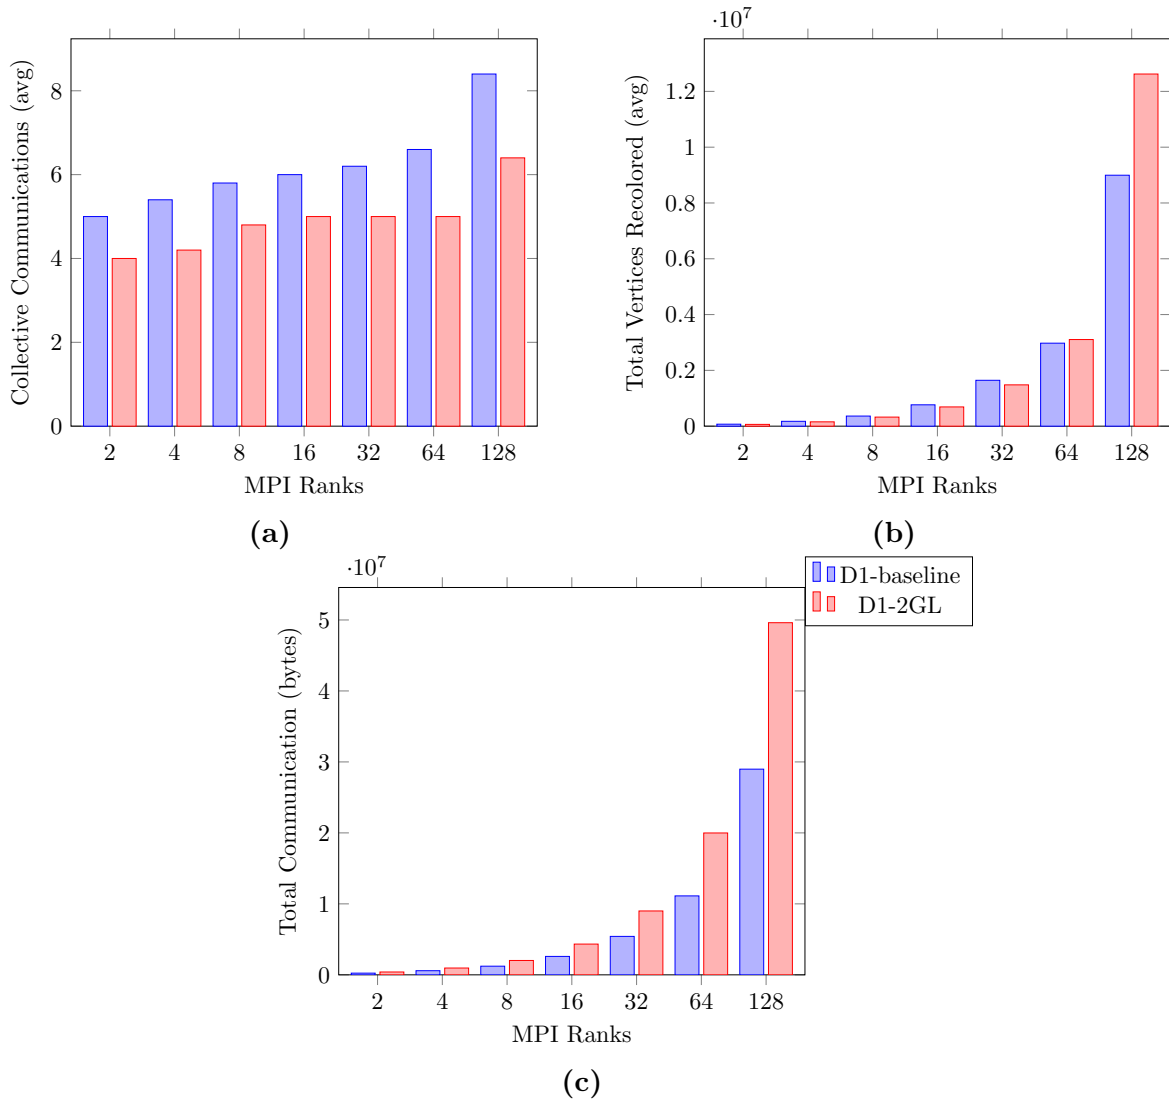 8
6
4
2
0
Collective Communications (avg)
2 4 8 16 32 64 128
MPI Ranks
(a)
·10^7
1.2
1
0.8
0.6
0.4
0.2
0
Total Vertices Recolored (avg
2 4 8 16 32 64 128
MPI Ranks
(b)
·10^7
5
4
3
2
1
0
Total Communication (bytes)
2 4 8 16 32 64 128
MPI Ranks
D1-baseline
D1-2GL
(c)